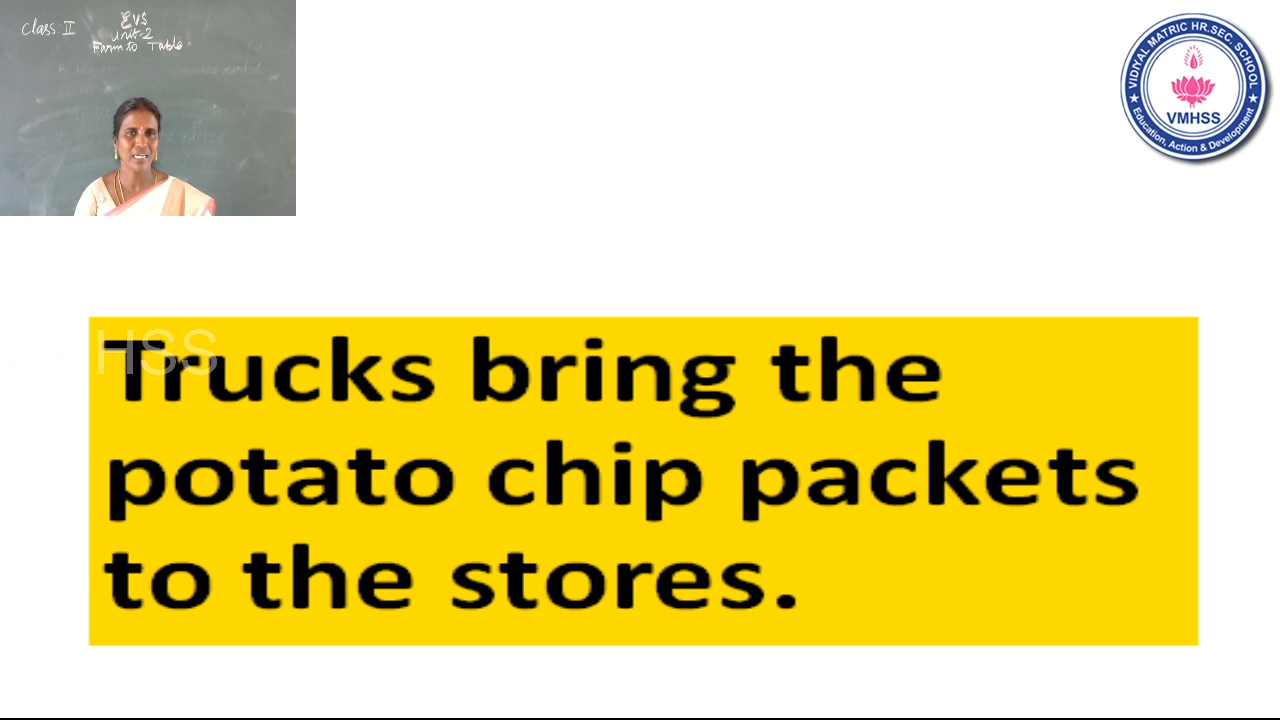 Class: II
EVS
Unit-2
Farm to Table
VIDIYAL MATRIC HR.SEC. SCHOOL
VMHSS
★ Education, Action & Development ★
HSS
Trucks bring the
potato chip packets
to the stores.